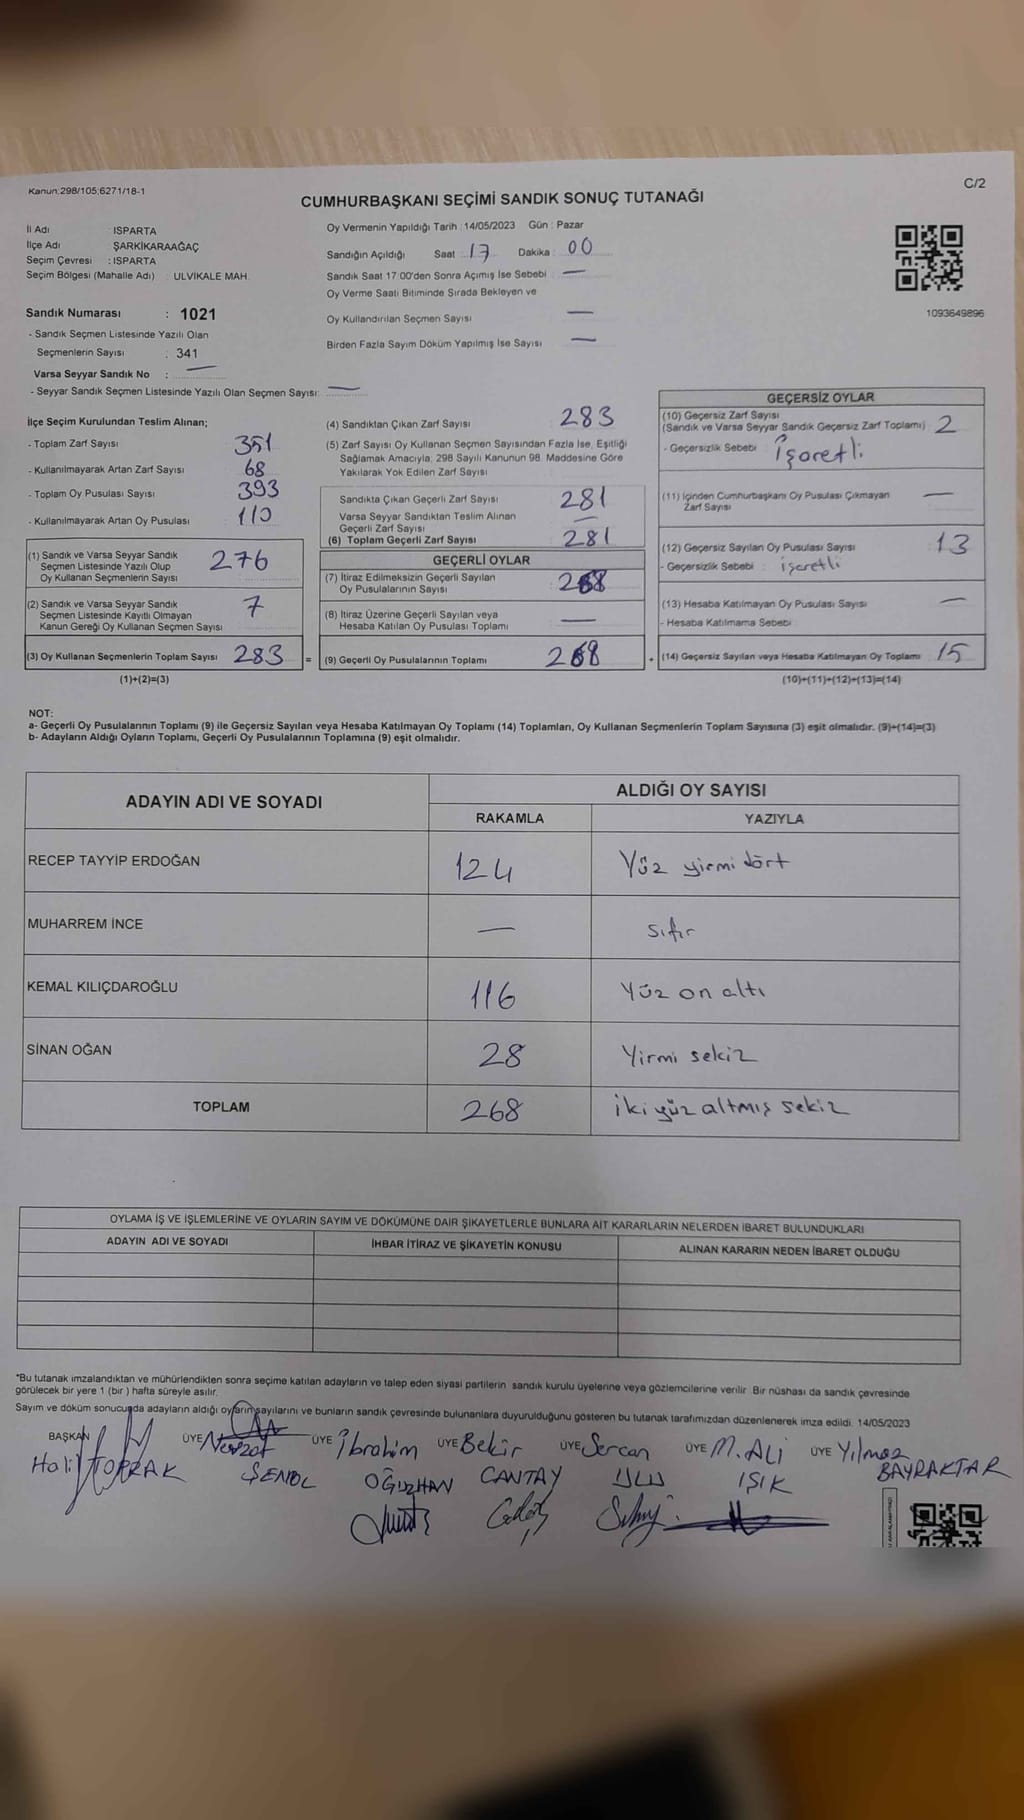 Kanun;298/105;6271/18-1
C/2
CUMHURBAŞKANI SEÇİMİ SANDIK SONUÇ TUTANAĞI
İl Adı : ISPARTA
İlçe Adı : ŞARKİKARAAĞAÇ
Seçim Çevresi : ISPARTA
Seçim Bölgesi (Mahalle Adı) : ULVİKALE MAH.
Sandık Numarası : 1021
- Sandık Seçmen Listesinde Yazılı Olan
Seçmenlerin Sayısı : 341
Varsa Seyyar Sandık No : —
- Seyyar Sandık Seçmen Listesinde Yazılı Olan Seçmen Sayısı: —
Oy Vermenin Yapıldığı Tarih :14/05/2023 Gün : Pazar
Sandığın Açıldığı Saat : 17 Dakika : 00
Sandık Saat 17:00'den Sonra Açımış İse Sebebi : —
Oy Verme Saati Bitiminde Sırada Bekleyen ve
Oy Kullandırılan Seçmen Sayısı —
Birden Fazla Sayım Döküm Yapılmış İse Sayısı —
1093649896
İlçe Seçim Kurulundan Teslim Alınan;
- Toplam Zarf Sayısı 351
- Kullanılmayarak Artan Zarf Sayısı 68
- Toplam Oy Pusulası Sayısı 393
- Kullanılmayarak Artan Oy Pusulası 110
(1) Sandık ve Varsa Seyyar Sandık
Seçmen Listesinde Yazılı Olup 276
Oy Kullanan Seçmenlerin Sayısı
(2) Sandık ve Varsa Seyyar Sandık
Seçmen Listesinde Kayıtlı Olmayan 7
Kanun Gereği Oy Kullanan Seçmen Sayısı
(3) Oy Kullanan Seçmenlerin Toplam Sayısı 283 =
(1)+(2)=(3)
(4) Sandıktan Çıkan Zarf Sayısı 283
(5) Zarf Sayısı Oy Kullanan Seçmen Sayısından Fazla İse, Eşitliği
Sağlamak Amacıyla; 298 Sayılı Kanunun 98. Maddesine Göre
Yakılarak Yok Edilen Zarf Sayısı
Sandıkta Çıkan Geçerli Zarf Sayısı 281
Varsa Seyyar Sandıktan Teslim Alınan
Geçerli Zarf Sayısı —
(6) Toplam Geçerli Zarf Sayısı 281
GEÇERLİ OYLAR
(7) İtiraz Edilmeksizin Geçerli Sayılan
Oy Pusulalarının Sayısı 268
(8) İtiraz Üzerine Geçerli Sayılan veya
Hesaba Katılan Oy Pusulası Toplamı —
(9) Geçerli Oy Pusulalarının Toplamı 268 +
GEÇERSİZ OYLAR
(10) Geçersiz Zarf Sayısı
(Sandık ve Varsa Seyyar Sandık Geçersiz Zarf Toplamı) 2
- Geçersizlik Sebebi : İşaretli
(11) İçinden Cumhurbaşkanı Oy Pusulası Çıkmayan
Zarf Sayısı —
(12) Geçersiz Sayılan Oy Pusulası Sayısı 13
- Geçersizlik Sebebi : işaretli
(13) Hesaba Katılmayan Oy Pusulası Sayısı —
- Hesaba Katılmama Sebebi
(14) Geçersiz Sayılan veya Hesaba Katılmayan Oy Toplamı 15
(10)+(11)+(12)+(13)=(14)
NOT:
a- Geçerli Oy Pusulalarının Toplamı (9) ile Geçersiz Sayılan veya Hesaba Katılmayan Oy Toplamı (14) Toplamları, Oy Kullanan Seçmenlerin Toplam Sayısına (3) eşit olmalıdır. (9)+(14)=(3)
b- Adayların Aldığı Oyların Toplamı, Geçerli Oy Pusulalarının Toplamına (9) eşit olmalıdır.
ADAYIN ADI VE SOYADI ALDIĞI OY SAYISI
RAKAMLA YAZIYLA
RECEP TAYYİP ERDOĞAN 124 Yüz yirmi dört
MUHARREM İNCE — sıfır
KEMAL KILIÇDAROĞLU 116 Yüz on altı
SİNAN OĞAN 28 Yirmi sekiz
TOPLAM 268 iki yüz altmış sekiz
OYLAMA İŞ VE İŞLEMLERİNE VE OYLARIN SAYIM VE DÖKÜMÜNE DAİR ŞİKAYETLERLE BUNLARA AİT KARARLARIN NELERDEN İBARET BULUNDUKLARI
ADAYIN ADI VE SOYADI İHBAR İTİRAZ VE ŞİKAYETİN KONUSU ALINAN KARARIN NEDEN İBARET OLDUĞU
*Bu tutanak imzalandıktan ve mühürlendikten sonra seçime katılan adayların ve talep eden siyasi partilerin sandık kurulu üyelerine veya gözlemcilerine verilir. Bir nüshası da sandık çevresinde
görülecek bir yere 1 (bir ) hafta süreyle asılır.
Sayım ve döküm sonucunda adayların aldığı oyların sayılarını ve bunların sandık çevresinde bulunanlara duyurulduğunu gösteren bu tutanak tarafımızdan düzenlenerek imza edildi. 14/05/2023
BAŞKAN ÜYE Nevzat ÜYE İbrahim ÜYE Bekir ÜYE Sercan ÜYE M. ALİ ÜYE Yılmaz
Halil TOPRAK ŞENOL OĞUZHAN CANTAY ULU IŞIK BAYRAKTAR